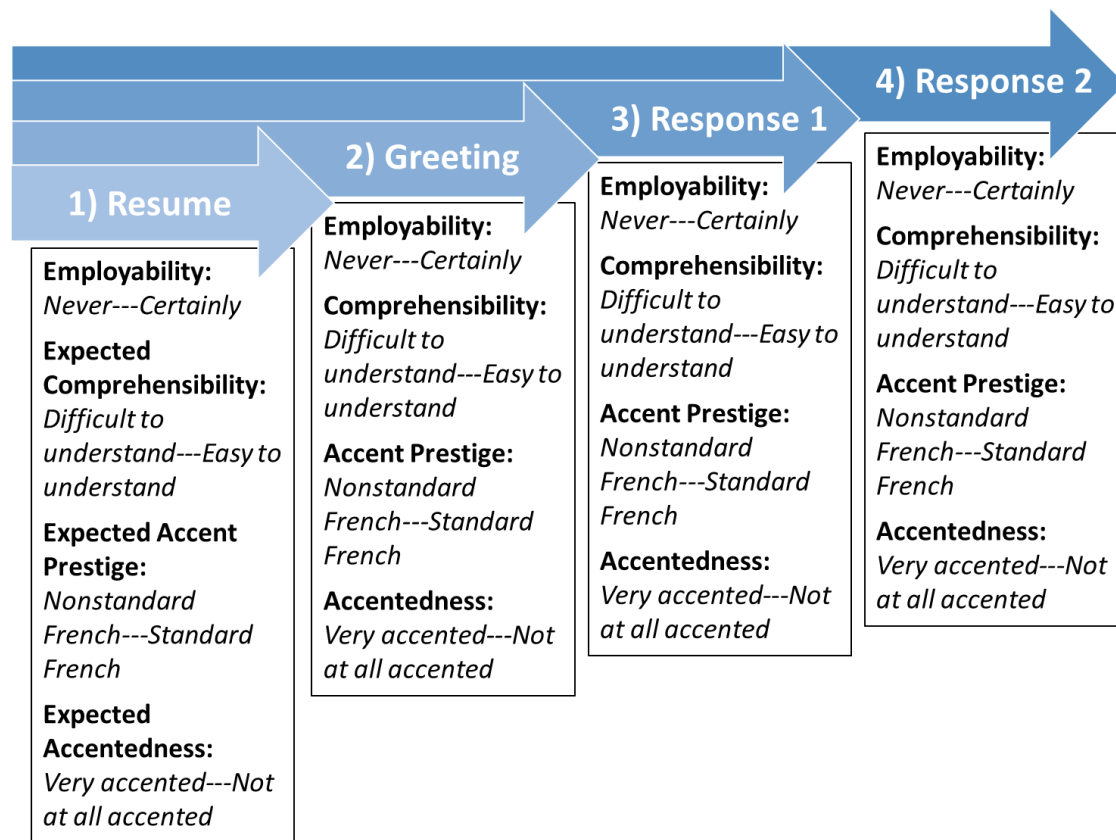 1) Resume
Employability:
Never---Certainly
Expected
Comprehensibility:
Difficult to
understand---Easy to
understand
Expected Accent
Prestige:
Nonstandard
French---Standard
French
Expected
Accentedness:
Very accented---Not
at all accented
2) Greeting
Employability:
Never---Certainly
Comprehensibility:
Difficult to
understand---Easy to
understand
Accent Prestige:
Nonstandard
French---Standard
French
Accentedness:
Very accented---Not
at all accented
3) Response 1
Employability:
Never---Certainly
Comprehensibility:
Difficult to
understand---Easy to
understand
Accent Prestige:
Nonstandard
French---Standard
French
Accentedness:
Very accented---Not
at all accented
4) Response 2
Employability:
Never---Certainly
Comprehensibility:
Difficult to
understand---Easy to
understand
Accent Prestige:
Nonstandard
French---Standard
French
Accentedness:
Very accented---Not
at all accented